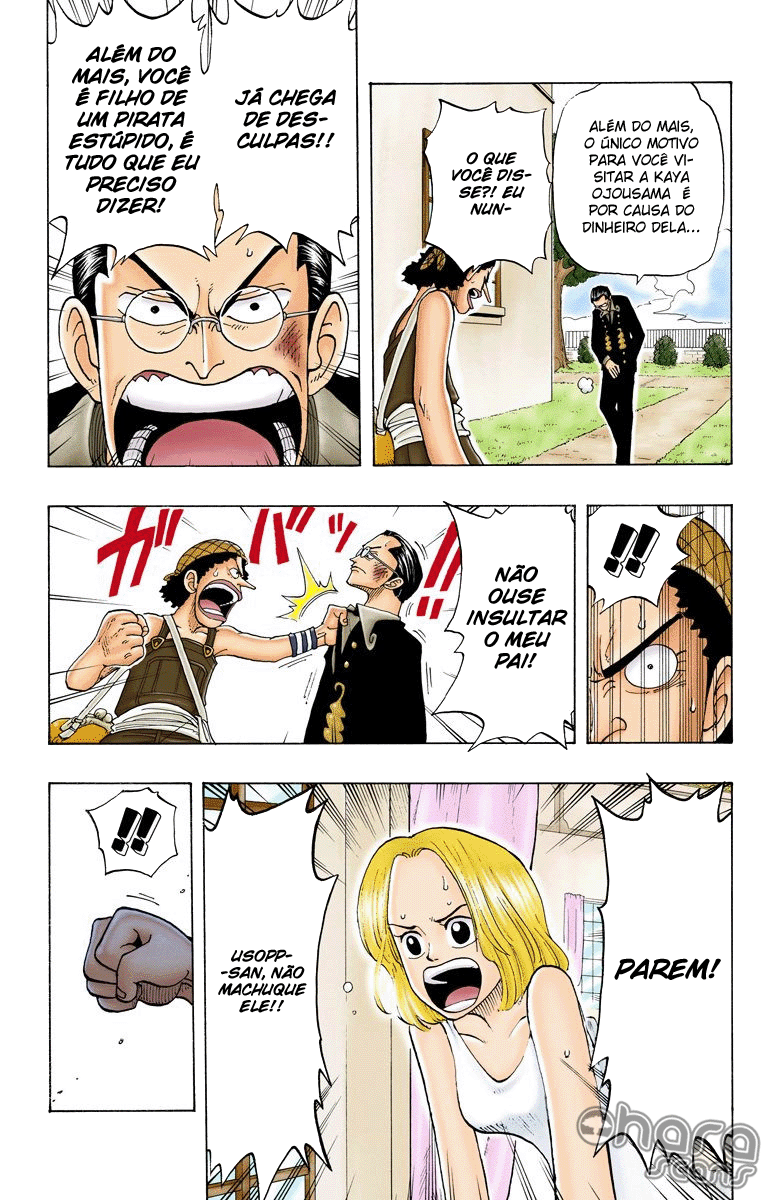 ALÉM DO MAIS,
O ÚNICO MOTIVO
PARA VOCÊ VI-
SITAR A KAYA
OJOUSAMA É
POR CAUSA DO
DINHEIRO DELA...
O QUE
VOCÊ DIS-
SE?! EU
NUN-
JÁ CHEGA
DE DES-
CULPAS!!
ALÉM DO
MAIS, VOCÊ
É FILHO DE
UM PIRATA
ESTÚPIDO, É
TUDO QUE EU
PRECISO
DIZER!
!!
NÃO
OUSE
INSULTAR
O MEU
PAI!
ガバッ!!
PAREM!
USOPP-
-SAN, NÃO
MACHUQUE
ELE!!
!!
Ohara
scans